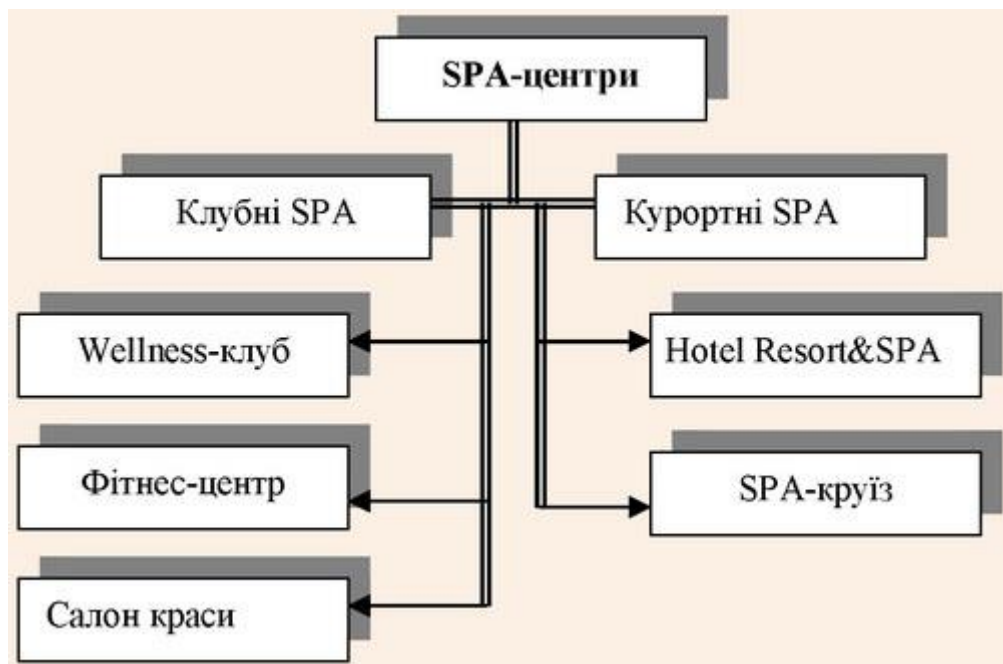 SPA-центри
Клубні SPA
Курортні SPA
Wellness-клуб
Hotel Resort&SPA
Фітнес-центр
SPA-круїз
Салон краси